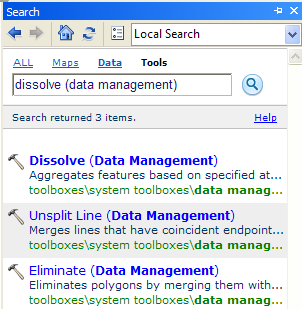 Search
Local Search
ALL Maps Data Tools
dissolve (data management)
Search returned 3 items. Help
Dissolve (Data Management)
Aggregates features based on specified at...
toolboxes\system toolboxes\data manag...
Unsplit Line (Data Management)
Merges lines that have coincident endpoint...
toolboxes\system toolboxes\data manag...
Eliminate (Data Management)
Eliminates polygons by merging them with...
toolboxes\system toolboxes\data manag...